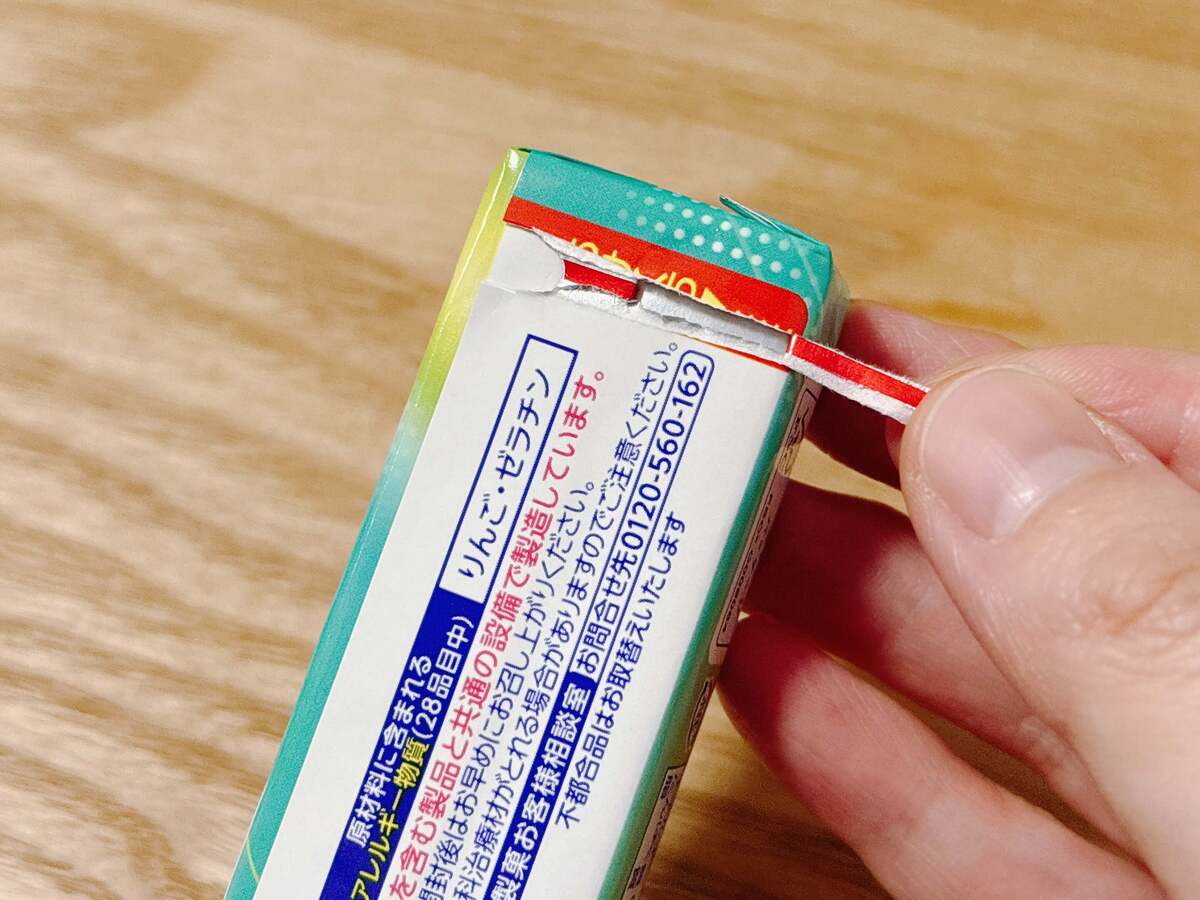 原材料に含まれる
アレルギー物質(28品目中)
りんご・ゼラチン
を含む製品と共通の設備で製造しています。
開封後はお早めにお召し上がりください。
科治療材がとれる場合がありますのでご注意ください。
製菓お客様相談室 お問合せ先0120-560-162
不都合品はお取替えいたします